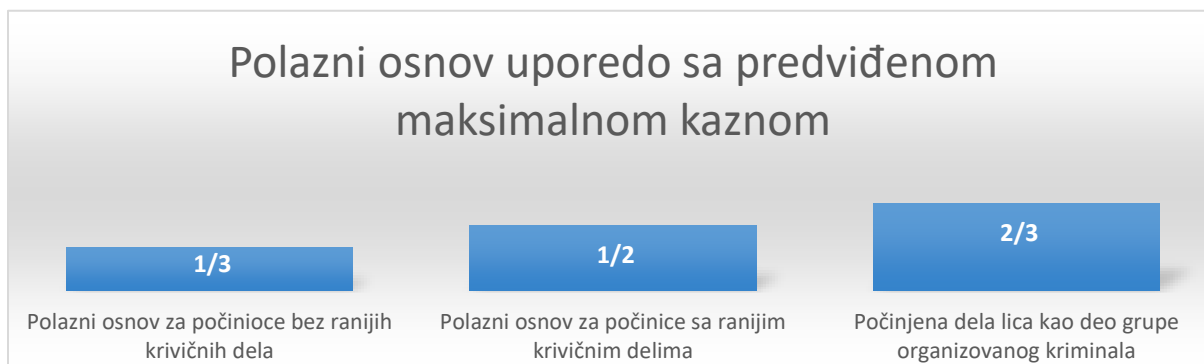 Polazni osnov uporedo sa predviđenom
maksimalnom kaznom
1/3
1/2
2/3
Polazni osnov za počinioce bez ranijih
krivičnih dela
Polazni osnov za počinice sa ranijim
krivičnim delima
Počinjena dela lica kao deo grupe
organizovanog kriminala